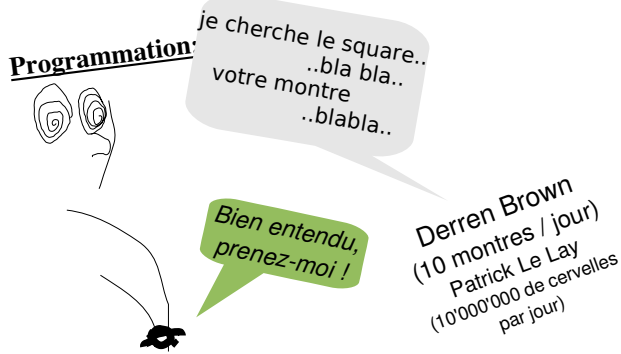 Programmation:
je cherche le square..
..bla bla..
votre montre
..blabla..
Bien entendu,
prenez-moi !
Derren Brown
(10 montres / jour)
Patrick Le Lay
(10'000'000 de cervelles
par jour)